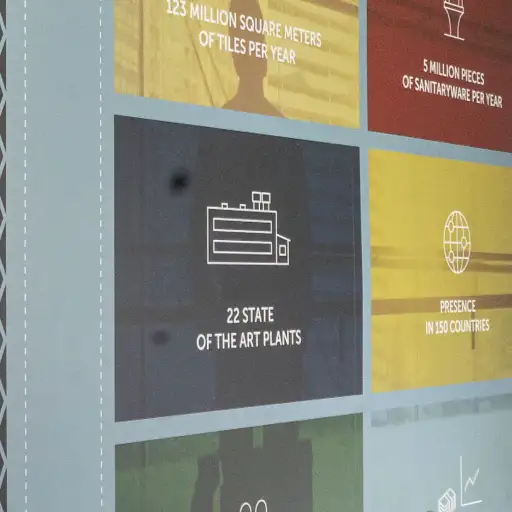 123 MILLION SQUARE METERS
OF TILES PER YEAR
5 MILLION PIECES
OF SANITARYWARE PER YEAR
22 STATE
OF THE ART PLANTS
PRESENCE
IN 150 COUNTRIES